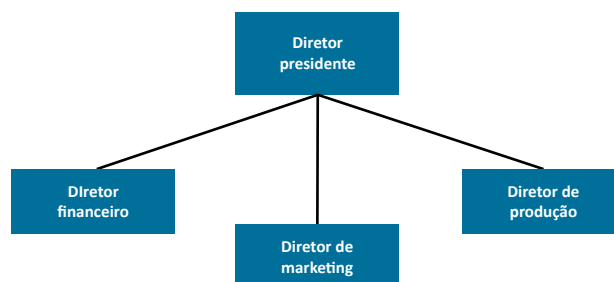 Diretor
presidente
DIretor
financeiro
Diretor de
marketing
Diretor de
produção